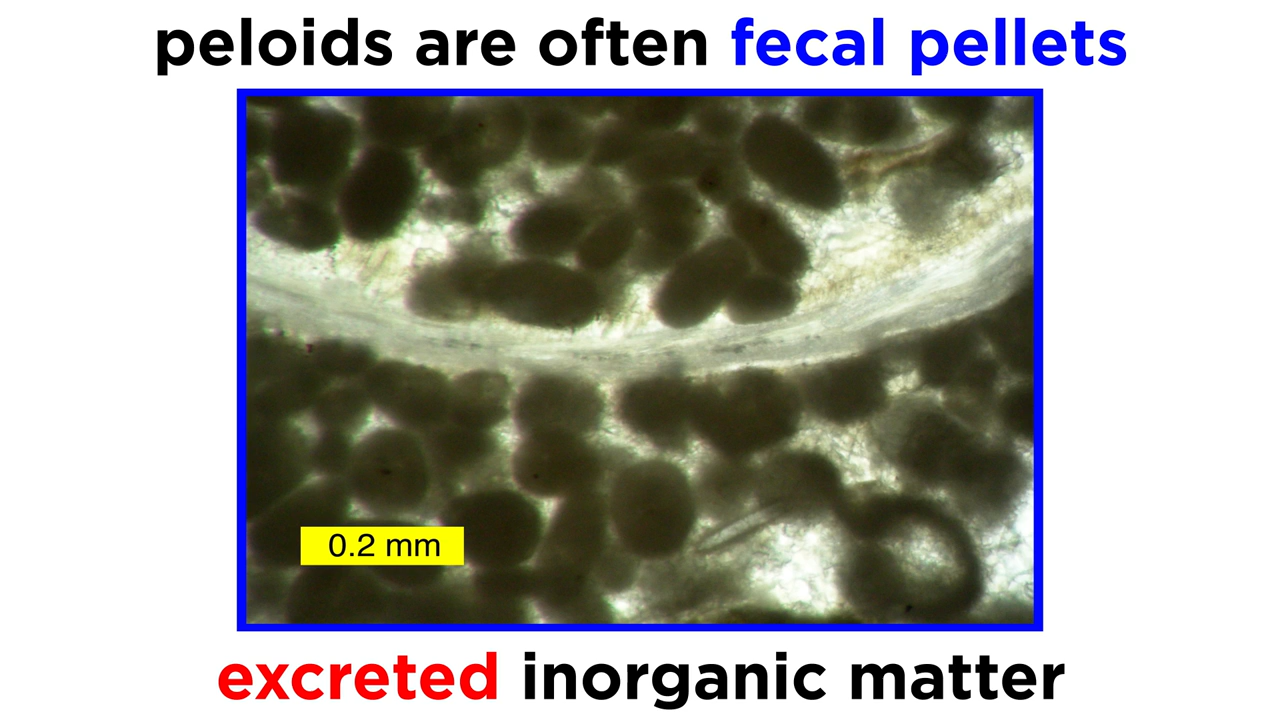 peloids are often fecal pellets
0.2 mm
excreted inorganic matter